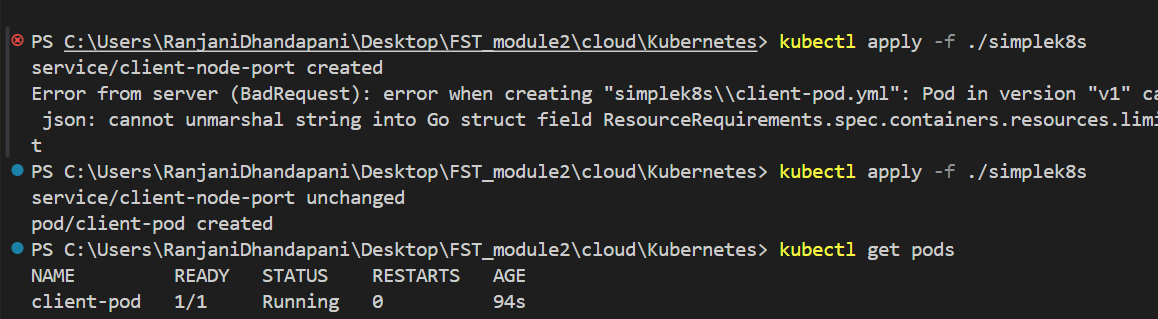 PS C:\Users\RanjaniDhandapani\Desktop\FST_module2\cloud\Kubernetes> kubectl apply -f ./simplek8s
service/client-node-port created
Error from server (BadRequest): error when creating "simplek8s\\client-pod.yml": Pod in version "v1" ca
json: cannot unmarshal string into Go struct field ResourceRequirements.spec.containers.resources.limi
t
PS C:\Users\RanjaniDhandapani\Desktop\FST_module2\cloud\Kubernetes> kubectl apply -f ./simplek8s
service/client-node-port unchanged
pod/client-pod created
PS C:\Users\RanjaniDhandapani\Desktop\FST_module2\cloud\Kubernetes> kubectl get pods
NAME READY STATUS RESTARTS AGE
client-pod 1/1 Running 0 94s